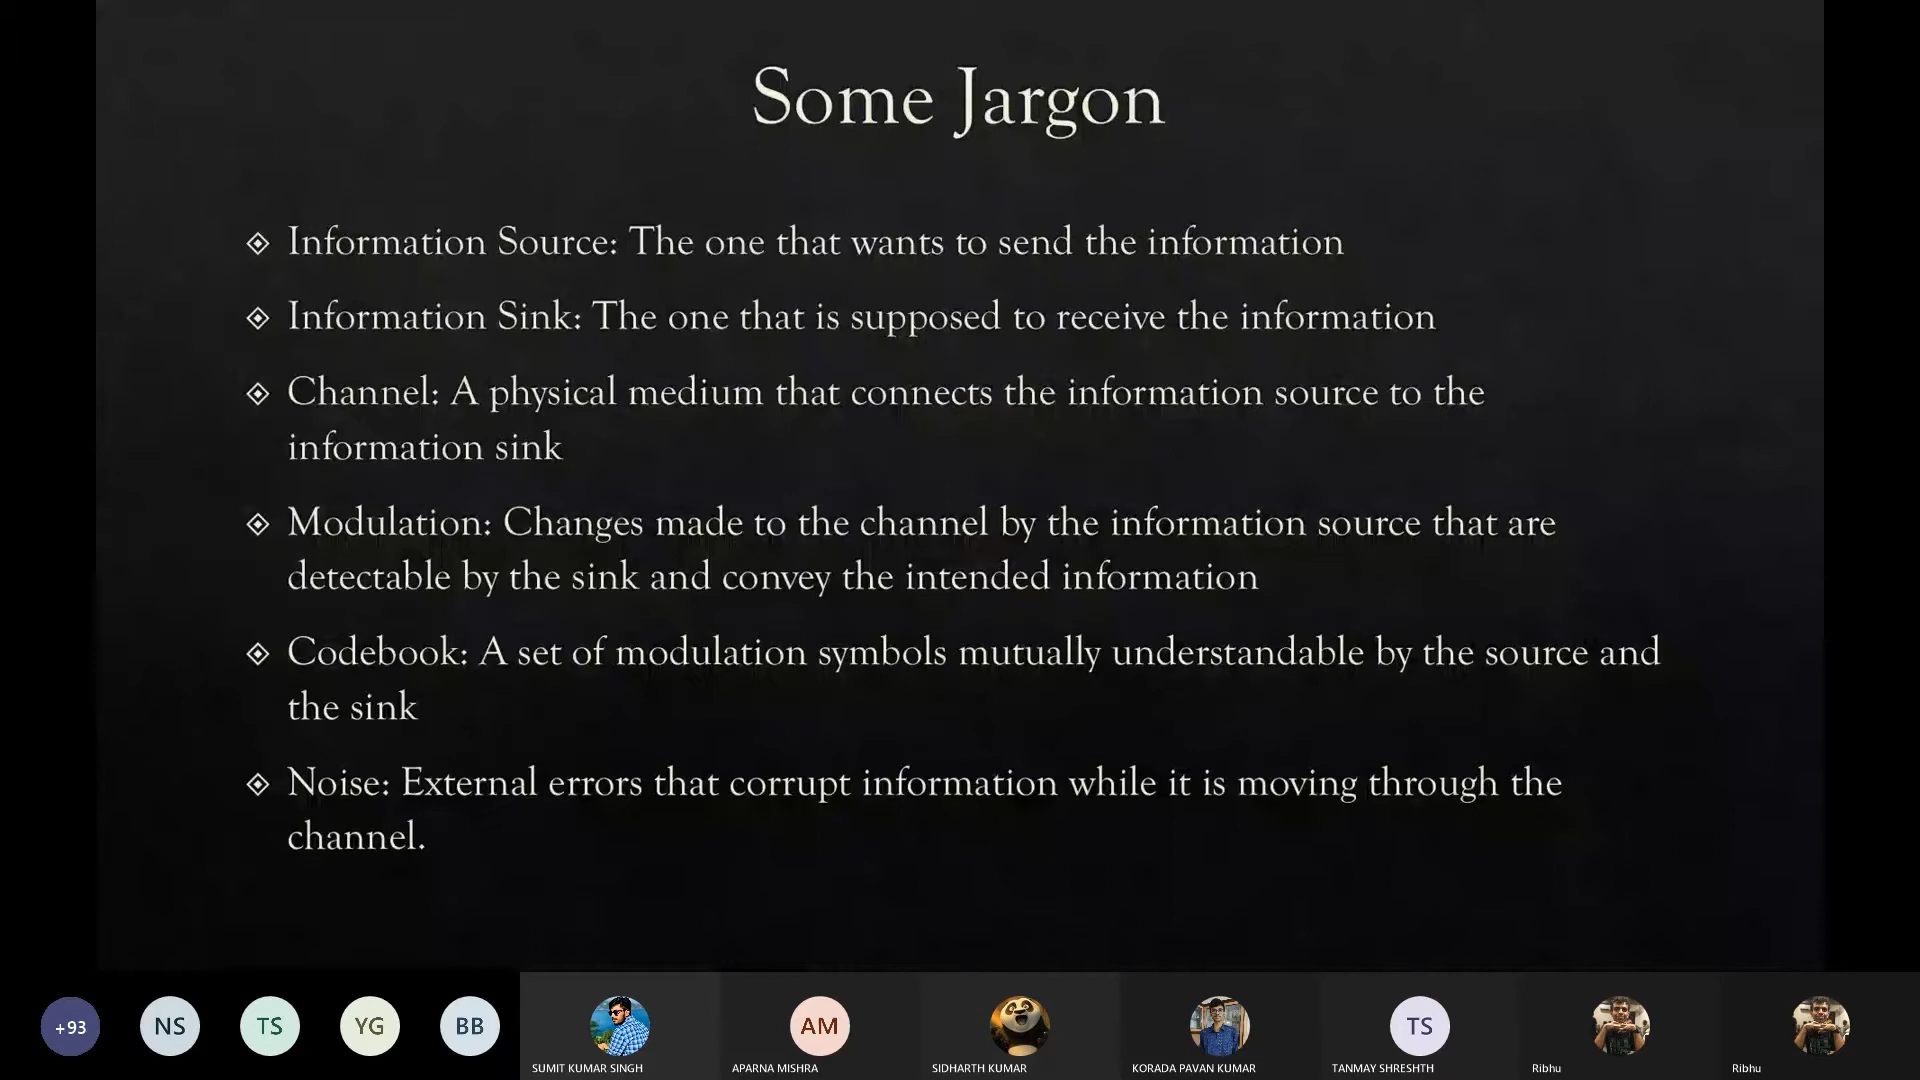 Some Jargon
Information Source: The one that wants to send the information
Information Sink: The one that is supposed to receive the information
Channel: A physical medium that connects the information source to the
information sink
Modulation: Changes made to the channel by the information source that are
detectable by the sink and convey the intended information
Codebook: A set of modulation symbols mutually understandable by the source and
the sink
Noise: External errors that corrupt information while it is moving through the
channel.
+93 NS TS YG BB AM TS
SUMIT KUMAR SINGH APARNA MISHRA SIDHARTH KUMAR KORADA PAVAN KUMAR TANMAY SHRESHTH Ribhu Ribhu